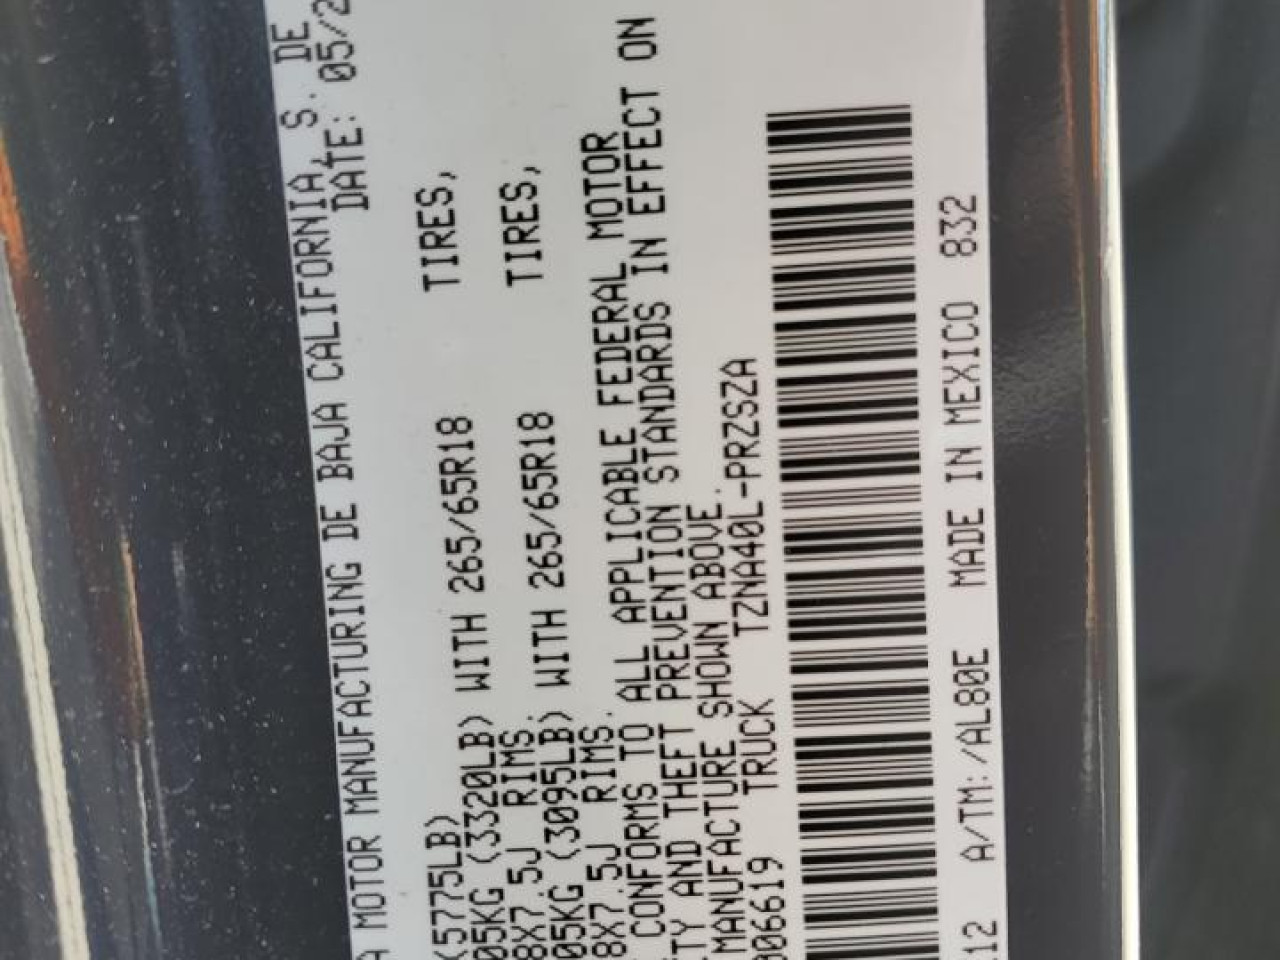 A MOTOR MANUFACTURING DE BAJA CALIFORNIA, S. DE
DATE: 05/2
(5775LB)
05KG (3320LB) WITH 265/65R18 TIRES,
8X7.5J RIMS.
05KG (3095LB) WITH 265/65R18 TIRES,
8X7.5J RIMS.
CONFORMS TO ALL APPLICABLE FEDERAL MOTOR
TY AND THEFT PREVENTION STANDARDS IN EFFECT ON
MANUFACTURE SHOWN ABOVE.
006619 TRUCK TZNA40L-PRZSZA
12 A/TM: /AL80E MADE IN MEXICO 832